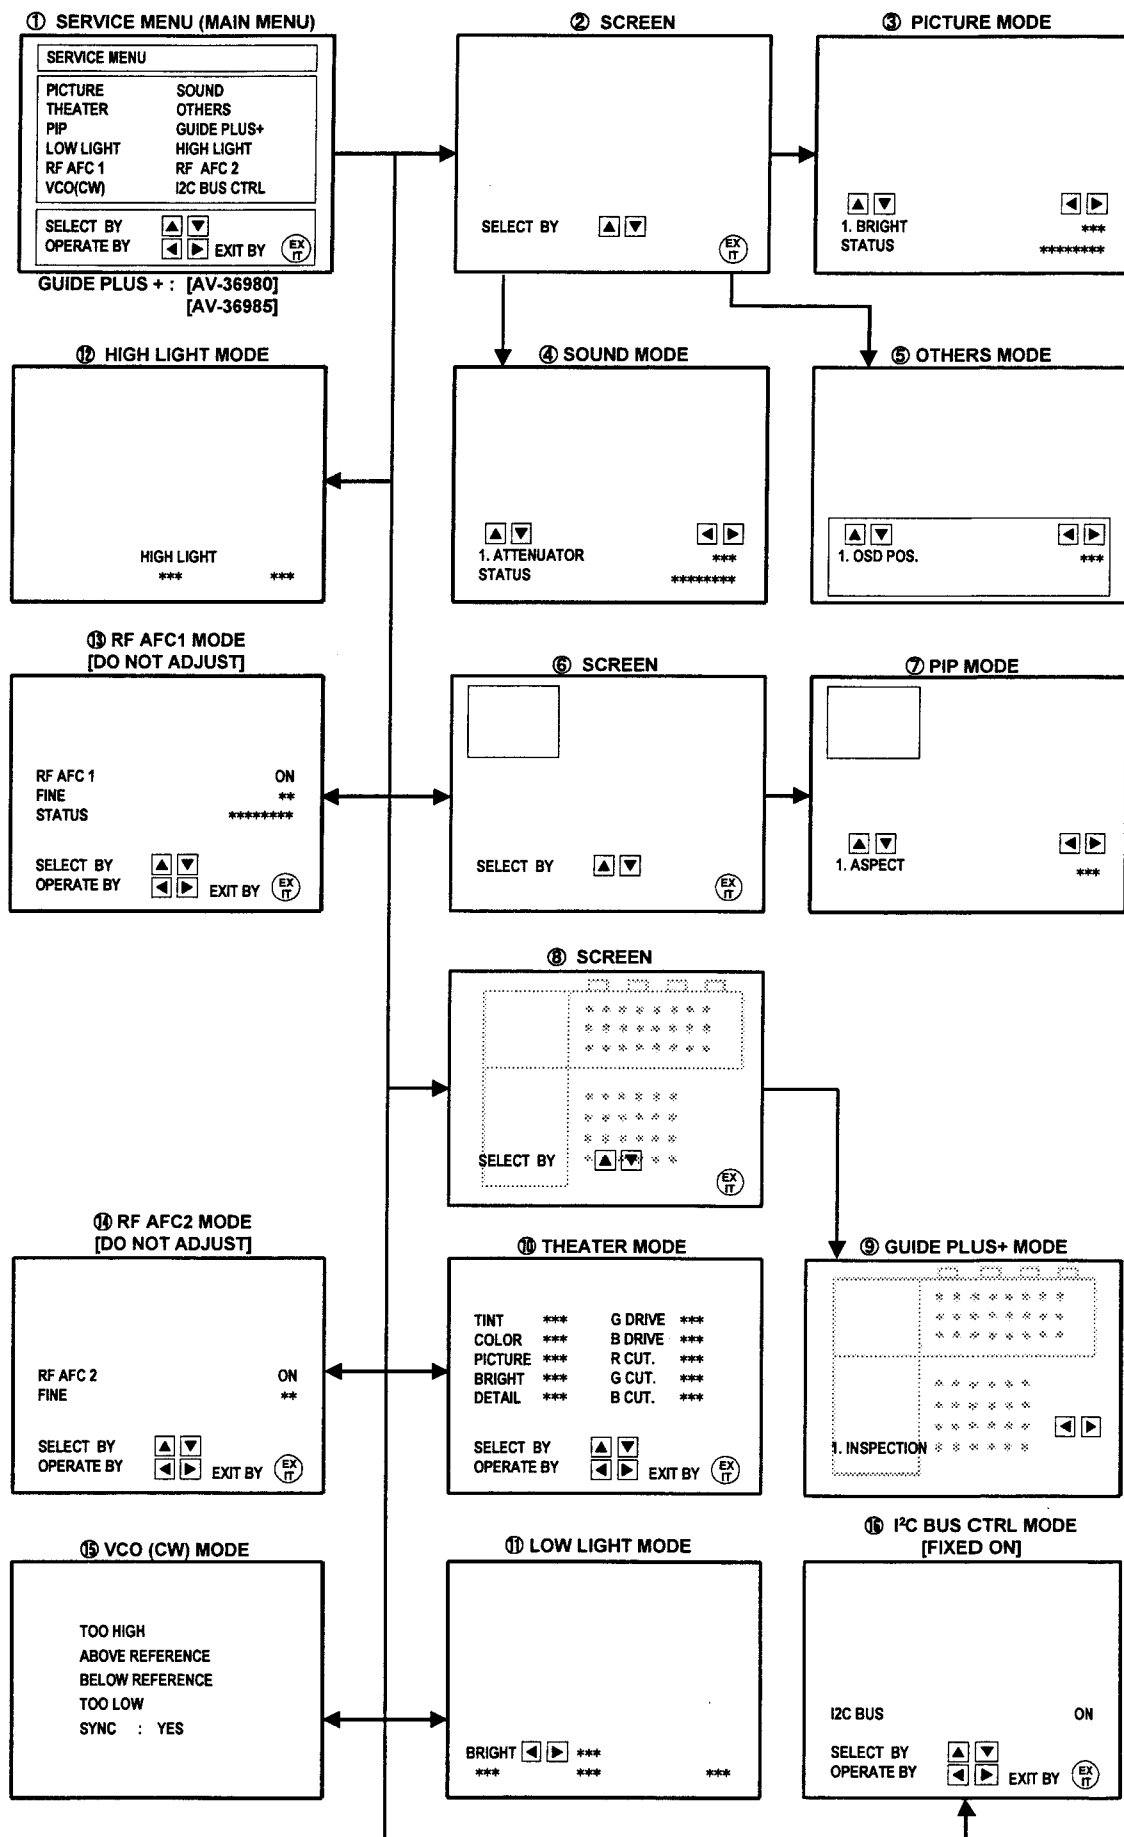 ① SERVICE MENU (MAIN MENU)
SERVICE MENU
PICTURE SOUND
THEATER OTHERS
PIP GUIDE PLUS+
LOW LIGHT HIGH LIGHT
RF AFC 1 RF AFC 2
VCO(CW) I2C BUS CTRL
SELECT BY ▲ ▼
OPERATE BY ◀ ▶ EXIT BY EXIT
GUIDE PLUS + : [AV-36980]
[AV-36985]
② SCREEN
SELECT BY ▲ ▼
EXIT
③ PICTURE MODE
▲ ▼ ◀ ▶
1. BRIGHT ***
STATUS ********
⑫ HIGH LIGHT MODE
HIGH LIGHT
*** ***
④ SOUND MODE
▲ ▼ ◀ ▶
1. ATTENUATOR ***
STATUS ********
⑤ OTHERS MODE
▲ ▼ ◀ ▶
1. OSD POS. ***
⑬ RF AFC1 MODE
[DO NOT ADJUST]
RF AFC 1 ON
FINE **
STATUS ********
SELECT BY ▲ ▼
OPERATE BY ◀ ▶ EXIT BY EXIT
⑥ SCREEN
SELECT BY ▲ ▼
EXIT
⑦ PIP MODE
▲ ▼ ◀ ▶
1. ASPECT ***
⑧ SCREEN
SELECT BY ▲ ▼
EXIT
⑭ RF AFC2 MODE
[DO NOT ADJUST]
RF AFC 2 ON
FINE **
SELECT BY ▲ ▼
OPERATE BY ◀ ▶ EXIT BY EXIT
⑩ THEATER MODE
TINT *** G DRIVE ***
COLOR *** B DRIVE ***
PICTURE *** R CUT. ***
BRIGHT *** G CUT. ***
DETAIL *** B CUT. ***
SELECT BY ▲ ▼
OPERATE BY ◀ ▶ EXIT BY EXIT
⑨ GUIDE PLUS+ MODE
◀ ▶
1. INSPECTION
⑮ VCO (CW) MODE
TOO HIGH
ABOVE REFERENCE
BELOW REFERENCE
TOO LOW
SYNC : YES
⑪ LOW LIGHT MODE
BRIGHT ◀ ▶ ***
*** *** ***
⑯ I²C BUS CTRL MODE
[FIXED ON]
I2C BUS ON
SELECT BY ▲ ▼
OPERATE BY ◀ ▶ EXIT BY EXIT